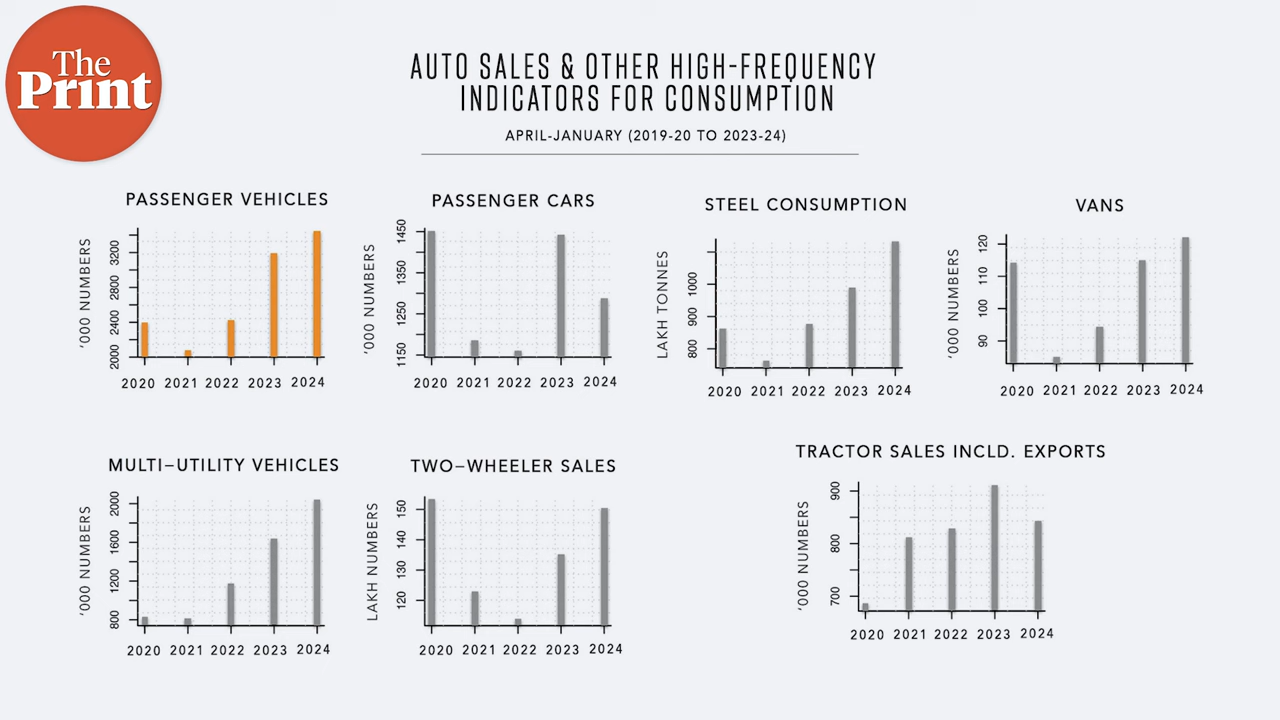 The
Print
AUTO SALES & OTHER HIGH-FREQUENCY
INDICATORS FOR CONSUMPTION
APRIL-JANUARY (2019-20 TO 2023-24)
PASSENGER VEHICLES
'000 NUMBERS
2000 2400 2800 3200
2020 2021 2022 2023 2024
PASSENGER CARS
'000 NUMBERS
1150 1250 1350 1450
2020 2021 2022 2023 2024
STEEL CONSUMPTION
LAKH TONNES
800 900 1000
2020 2021 2022 2023 2024
VANS
'000 NUMBERS
90 100 110 120
2020 2021 2022 2023 2024
MULTI–UTILITY VEHICLES
'000 NUMBERS
800 1200 1600 2000
2020 2021 2022 2023 2024
TWO–WHEELER SALES
LAKH NUMBERS
120 130 140 150
2020 2021 2022 2023 2024
TRACTOR SALES INCLD. EXPORTS
'000 NUMBERS
700 800 900
2020 2021 2022 2023 2024